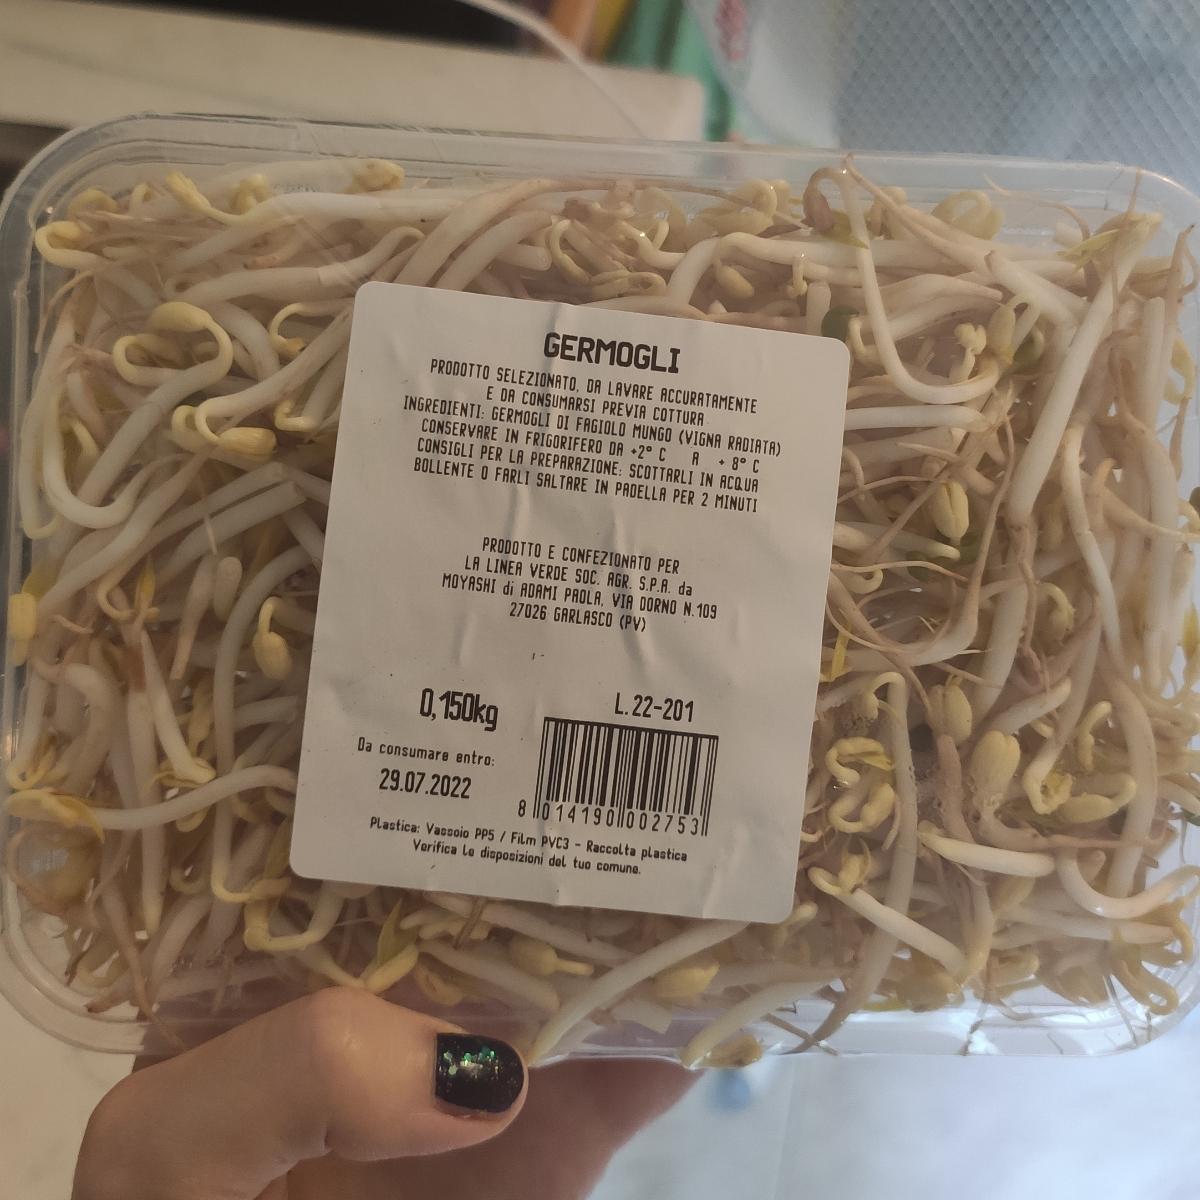 GERMOGLI
PRODOTTO SELEZIONATO, DA LAVARE ACCURATAMENTE
E DA CONSUMARSI PREVIA COTTURA
INGREDIENTI: GERMOGLI DI FAGIOLO MUNGO (VIGNA RADIATA)
CONSERVARE IN FRIGORIFERO DA +2° C A + 8° C
CONSIGLI PER LA PREPARAZIONE: SCOTTARLI IN ACQUA
BOLLENTE O FARLI SALTARE IN PADELLA PER 2 MINUTI
PRODOTTO E CONFEZIONATO PER
LA LINEA VERDE SOC. AGR. S.P.A. da
MOYASHI di ADAMI PAOLA, VIA DORNO N.109
27026 GARLASCO (PV)
0,150kg
L.22-201
Da consumare entro:
29.07.2022
8 014190 002753
Plastica: Vassoio PP5 / Film PVC3 - Raccolta plastica
Verifica le disposizioni del tuo comune.